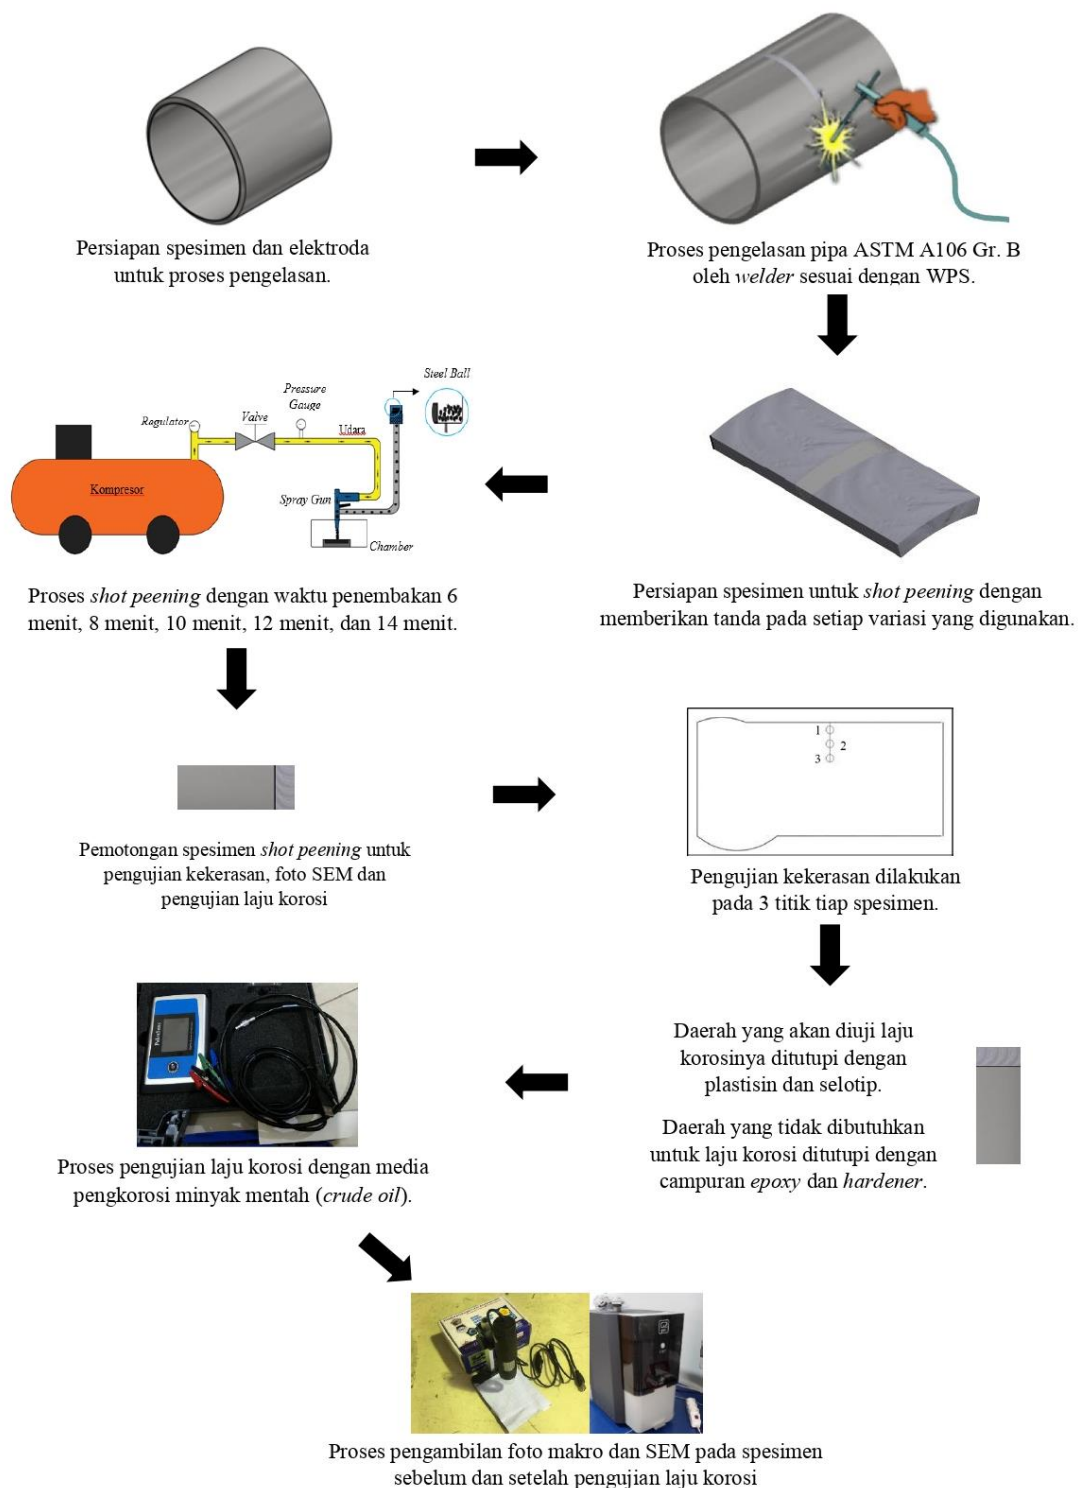 Persiapan spesimen dan elektroda
untuk proses pengelasan.
Proses pengelasan pipa ASTM A106 Gr. B
oleh welder sesuai dengan WPS.
Steel Ball
Pressure
Gauge
Valve
Ragulator
Udara
Kompresor
Spray Gun
Chamber
Persiapan spesimen untuk shot peening dengan
memberikan tanda pada setiap variasi yang digunakan.
Proses shot peening dengan waktu penembakan 6
menit, 8 menit, 10 menit, 12 menit, dan 14 menit.
Pemotongan spesimen shot peening untuk
pengujian kekerasan, foto SEM dan
pengujian laju korosi
1
2
3
Pengujian kekerasan dilakukan
pada 3 titik tiap spesimen.
Daerah yang akan diuji laju
korosinya ditutupi dengan
plastisin dan selotip.
Daerah yang tidak dibutuhkan
untuk laju korosi ditutupi dengan
campuran epoxy dan hardener.
Proses pengujian laju korosi dengan media
pengkorosi minyak mentah (crude oil).
Proses pengambilan foto makro dan SEM pada spesimen
sebelum dan setelah pengujian laju korosi